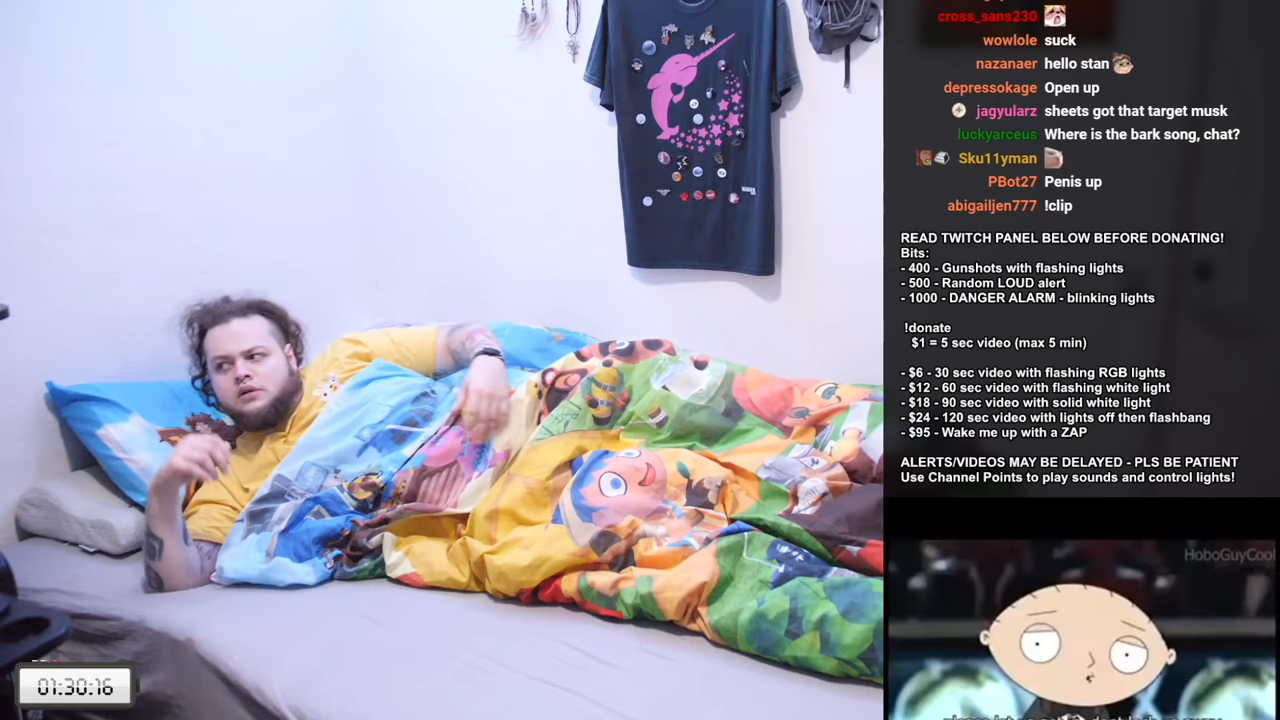 cross_sans230
wowlole suck
nazanaer hello stan
depressokage Open up
jagyularz sheets got that target musk
luckyarceus Where is the bark song, chat?
Sku11yman
PBot27 Penis up
abigailjen777 !clip
READ TWITCH PANEL BELOW BEFORE DONATING!
Bits:
- 400 - Gunshots with flashing lights
- 500 - Random LOUD alert
- 1000 - DANGER ALARM - blinking lights
!donate
$1 = 5 sec video (max 5 min)
- $6 - 30 sec video with flashing RGB lights
- $12 - 60 sec video with flashing white light
- $18 - 90 sec video with solid white light
- $24 - 120 sec video with lights off then flashbang
- $95 - Wake me up with a ZAP
ALERTS/VIDEOS MAY BE DELAYED - PLS BE PATIENT
Use Channel Points to play sounds and control lights!
HoboGuyCool
01:30:16